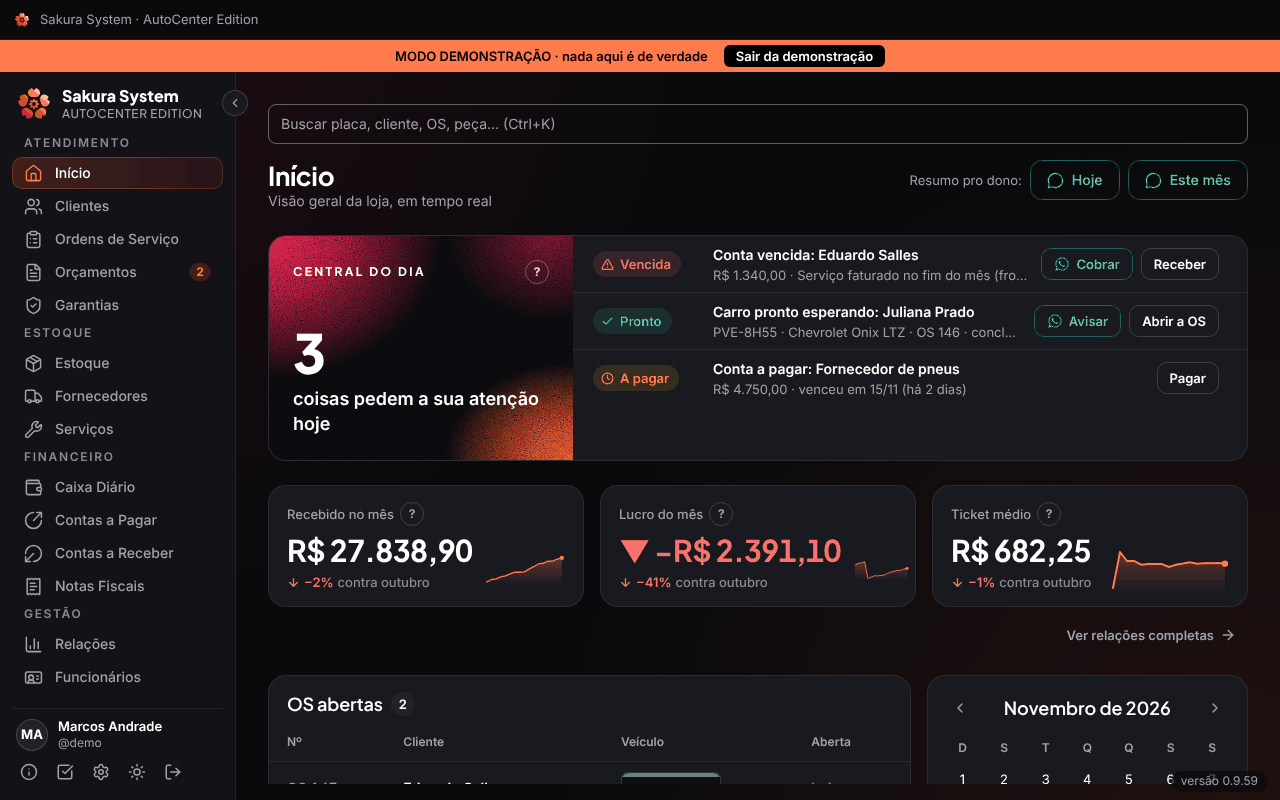 Sakura System · AutoCenter Edition
MODO DEMONSTRAÇÃO · nada aqui é de verdade
Sair da demonstração
Sakura System
AUTOCENTER EDITION
ATENDIMENTO
Início
Clientes
Ordens de Serviço
Orçamentos 2
Garantias
ESTOQUE
Estoque
Fornecedores
Serviços
FINANCEIRO
Caixa Diário
Contas a Pagar
Contas a Receber
Notas Fiscais
GESTÃO
Relações
Funcionários
MA
Marcos Andrade
@demo
Buscar placa, cliente, OS, peça... (Ctrl+K)
Início
Visão geral da loja, em tempo real
Resumo pro dono:
Hoje
Este mês
CENTRAL DO DIA ?
3
coisas pedem a sua atenção
hoje
Vencida
Conta vencida: Eduardo Salles
R$ 1.340,00 · Serviço faturado no fim do mês (fro...
Cobrar
Receber
Pronto
Carro pronto esperando: Juliana Prado
PVE-8H55 · Chevrolet Onix LTZ · OS 146 · concl...
Avisar
Abrir a OS
A pagar
Conta a pagar: Fornecedor de pneus
R$ 4.750,00 · venceu em 15/11 (há 2 dias)
Pagar
Recebido no mês ?
R$ 27.838,90
↓ −2% contra outubro
Lucro do mês ?
▼ −R$ 2.391,10
↓ −41% contra outubro
Ticket médio ?
R$ 682,25
↓ −1% contra outubro
Ver relações completas →
OS abertas 2
Nº Cliente Veículo Aberta
Novembro de 2026
D S T Q Q S S
1 2 3 4 5 6
versão 0.9.59